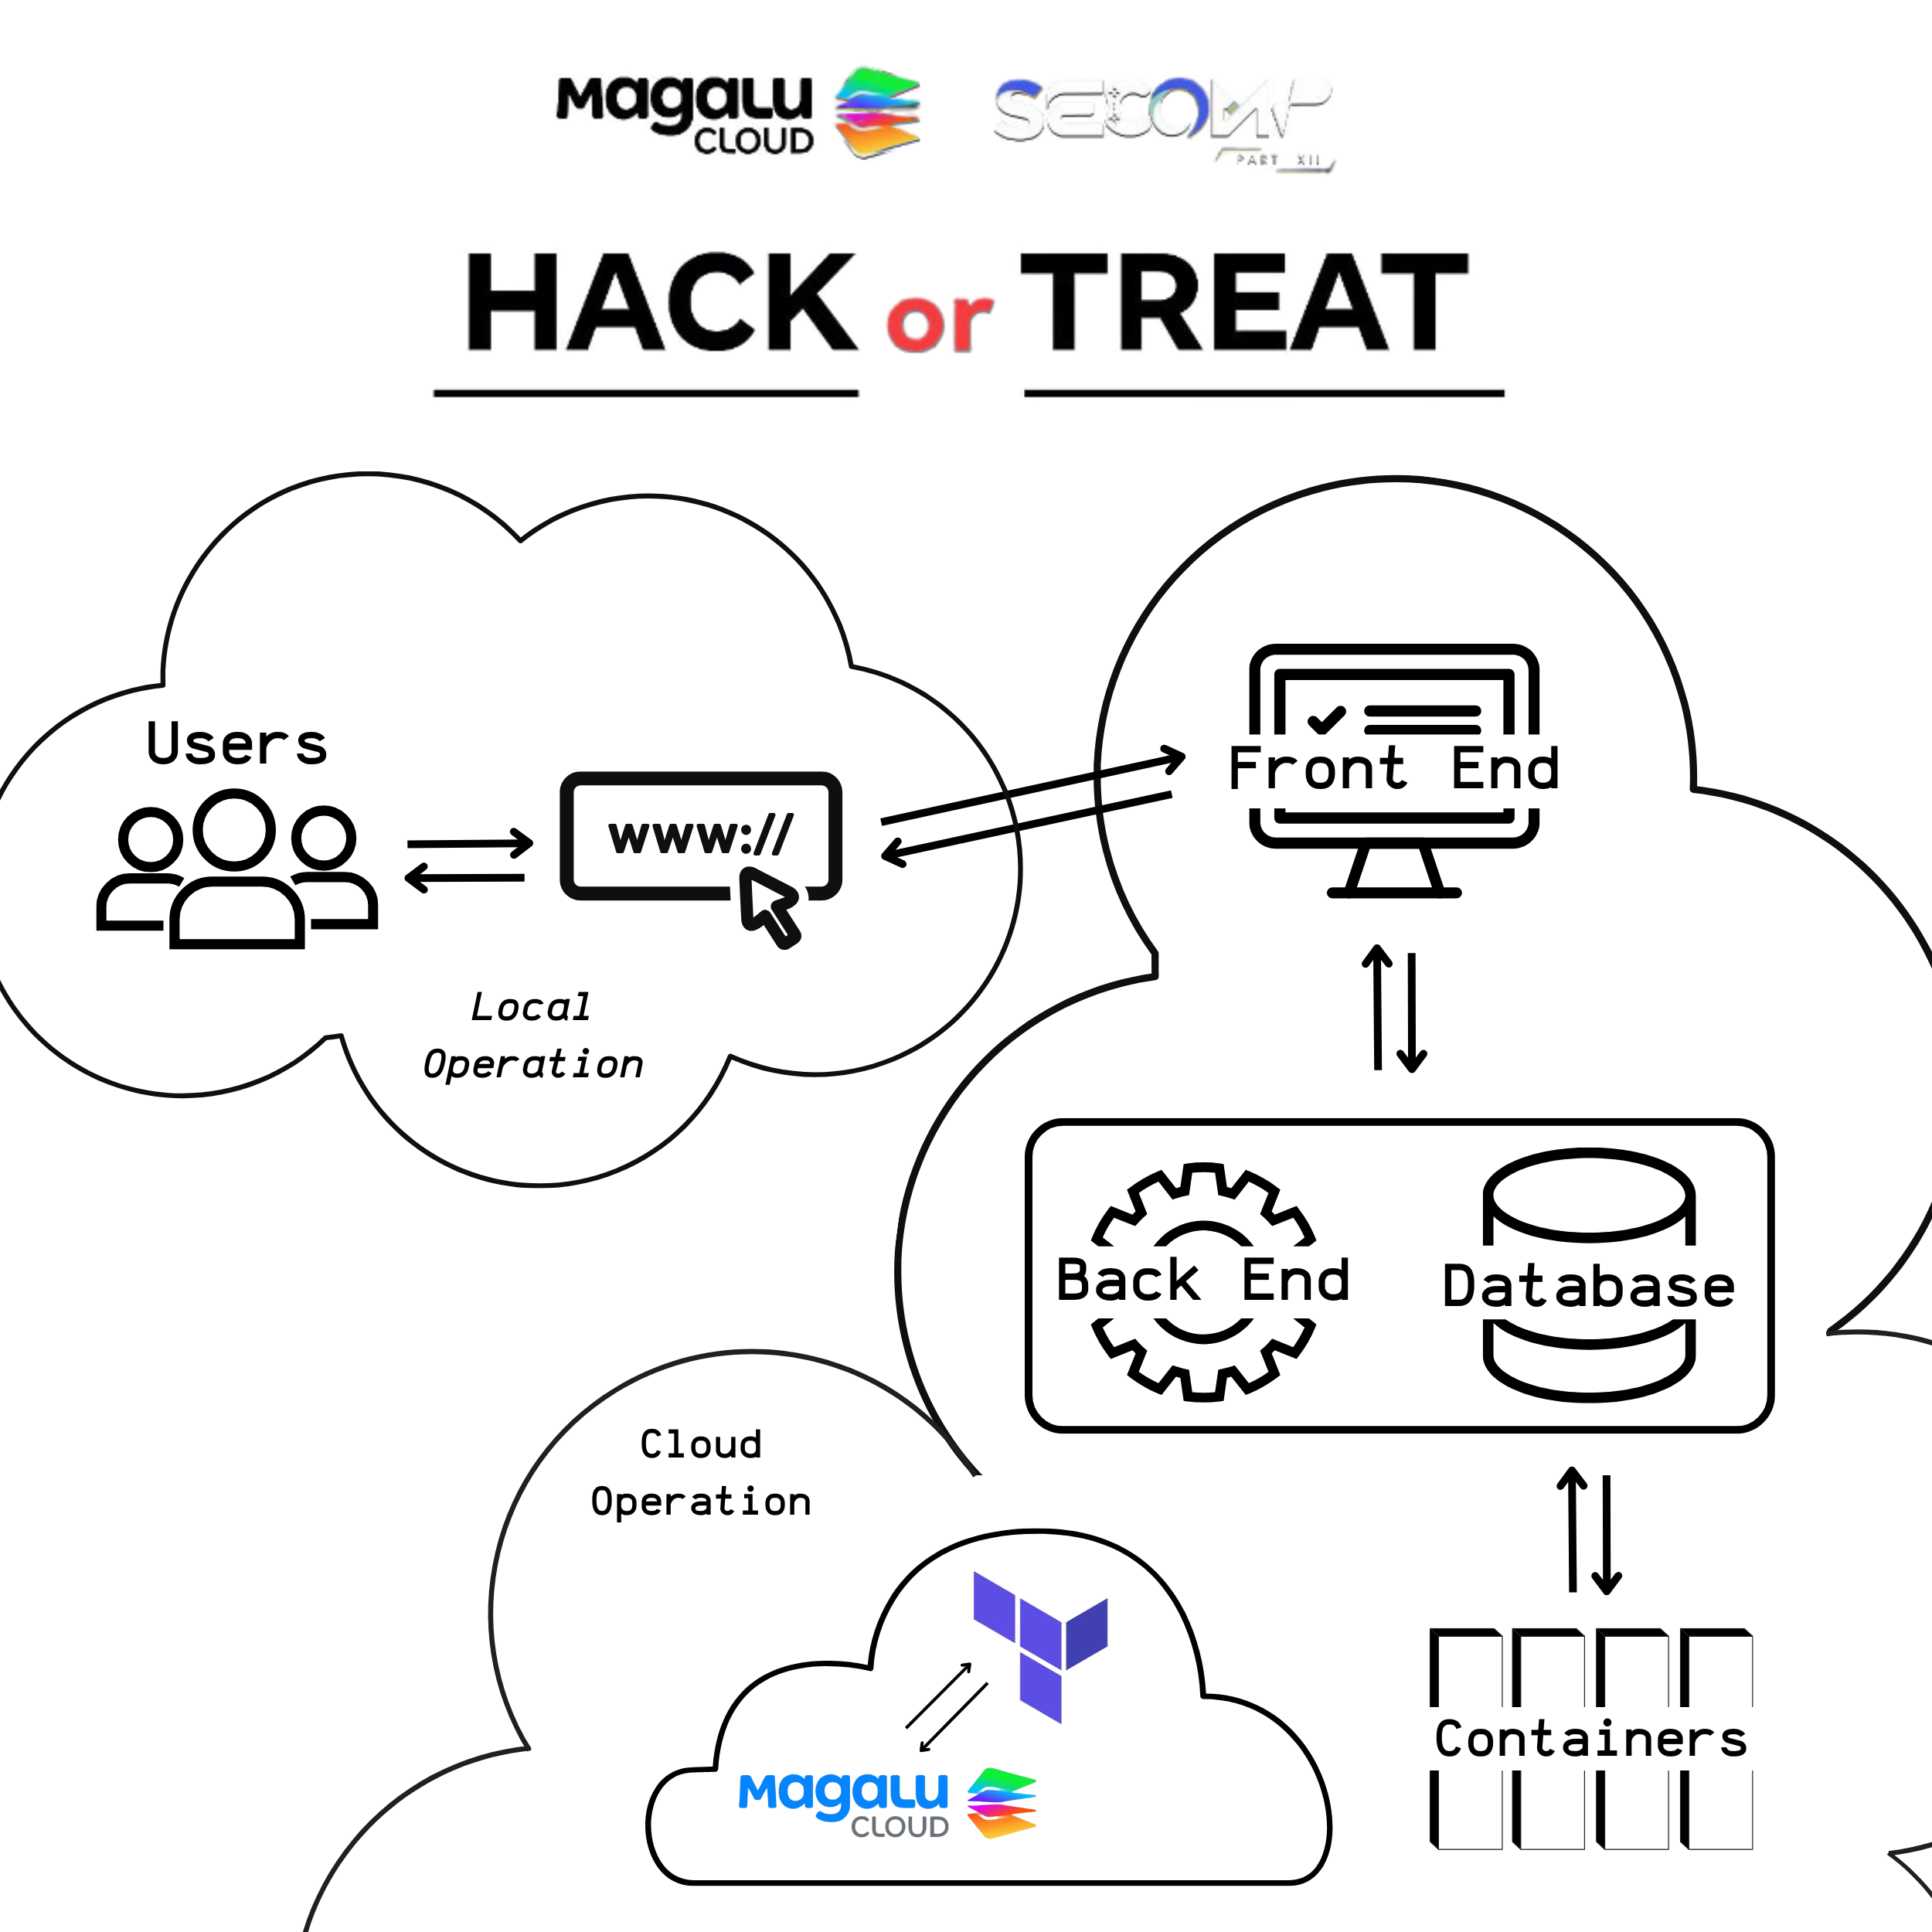 MagaLu
CLOUD
SECOMP
PART XII
HACK or TREAT
Users
www://
Local
Operation
Front End
Back End
Database
Cloud
Operation
Containers
MagaLu
CLOUD